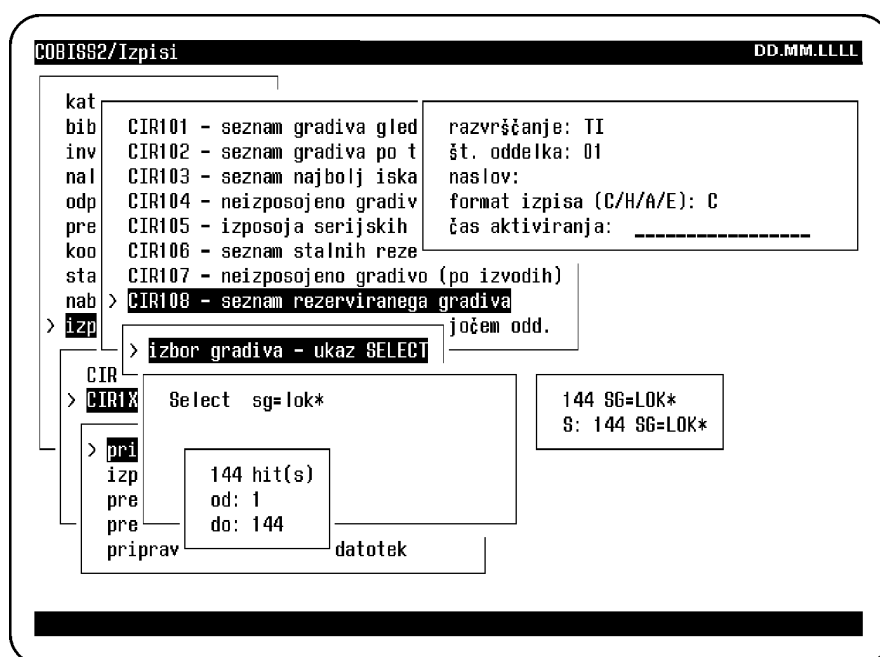 COBISS2/Izpisi DD.MM.LLLL
kat
bib
inv
nal
odp
pre
koo
sta
nab
> izp
CIR101 - seznam gradiva gled
CIR102 - seznam gradiva po t
CIR103 - seznam najbolj iska
CIR104 - neizposojeno gradiv
CIR105 - izposoja serijskih
CIR106 - seznam stalnih reze
CIR107 - neizposojeno gradivo (po izvodih)
> CIR108 - seznam rezerviranega gradiva
jočem odd.
razvrščanje: TI
št. oddelka: 01
naslov:
format izpisa (C/H/A/E): C
čas aktiviranja: _________________
> izbor gradiva - ukaz SELECT
CIR
> CIR1X
Select sg=lok*
144 SG=LOK*
S: 144 SG=LOK*
> pri
izp
pre
pre
priprav datotek
144 hit(s)
od: 1
do: 144